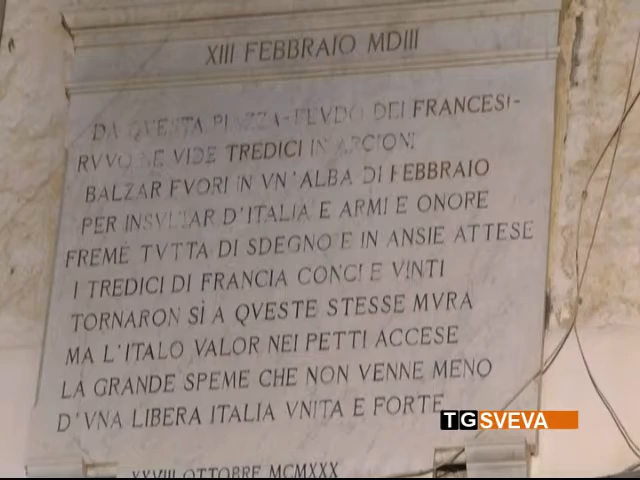 XIII FEBBRAIO MDIII
DA QVESTA PIAZZA-FEVDO DEI FRANCESI-
RVVO NE VIDE TREDICI IN ARCIONI
BALZAR FVORI IN VN'ALBA DI FEBBRAIO
PER INSVLTAR D'ITALIA E ARMI E ONORE
FREME TVTTA DI SDEGNO E IN ANSIE ATTESE
I TREDICI DI FRANCIA CONCI E VINTI
TORNARON SÌ A QVESTE STESSE MVRA
MA L'ITALO VALOR NEI PETTI ACCESE
LA GRANDE SPEME CHE NON VENNE MENO
D'VNA LIBERA ITALIA VNITA E FORTE
XXVIII OTTOBRE MCMXXX
TGSVEVA